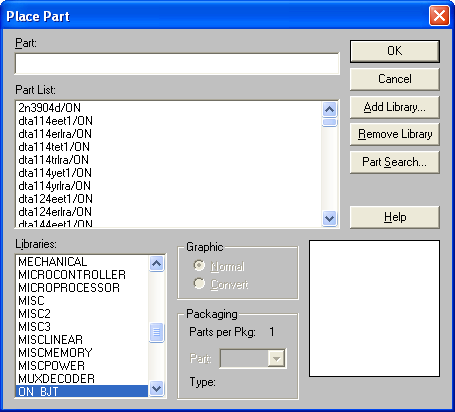 Place Part
Part:
OK
Cancel
Part List:
2n3904d/ON
dta114eet1/ON
dta114erlra/ON
dta114tet1/ON
dta114trlra/ON
dta114yet1/ON
dta114yrlra/ON
dta124eet1/ON
dta124erlra/ON
dta144eet1/ON
Add Library...
Remove Library
Part Search...
Help
Libraries:
MECHANICAL
MICROCONTROLLER
MICROPROCESSOR
MISC
MISC2
MISC3
MISCLINEAR
MISCMEMORY
MISCPOWER
MUXDECODER
ON_BJT
Graphic
Normal
Convert
Packaging
Parts per Pkg: 1
Part:
Type: